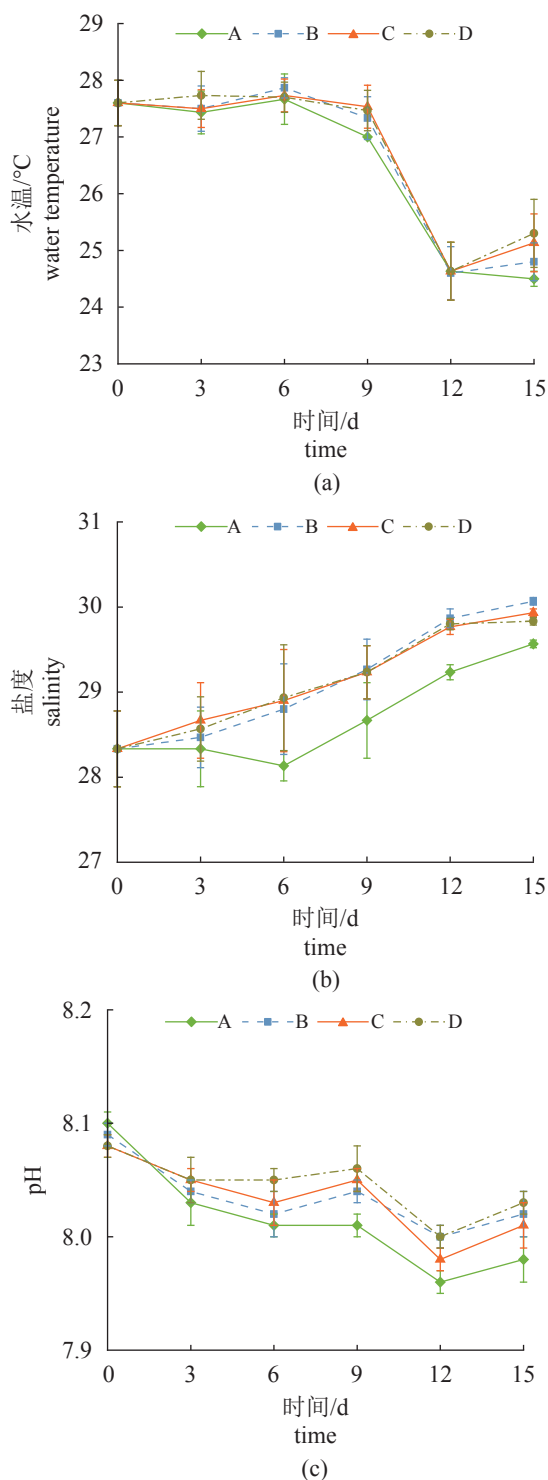 A B C D
29
28
27
26
25
24
23
水温/℃
water temperature
0 3 6 9 12 15
时间/d
time
(a)
A B C D
31
30
29
28
27
盐度
salinity
0 3 6 9 12 15
时间/d
time
(b)
A B C D
8.2
8.1
8.0
7.9
pH
0 3 6 9 12 15
时间/d
time
(c)